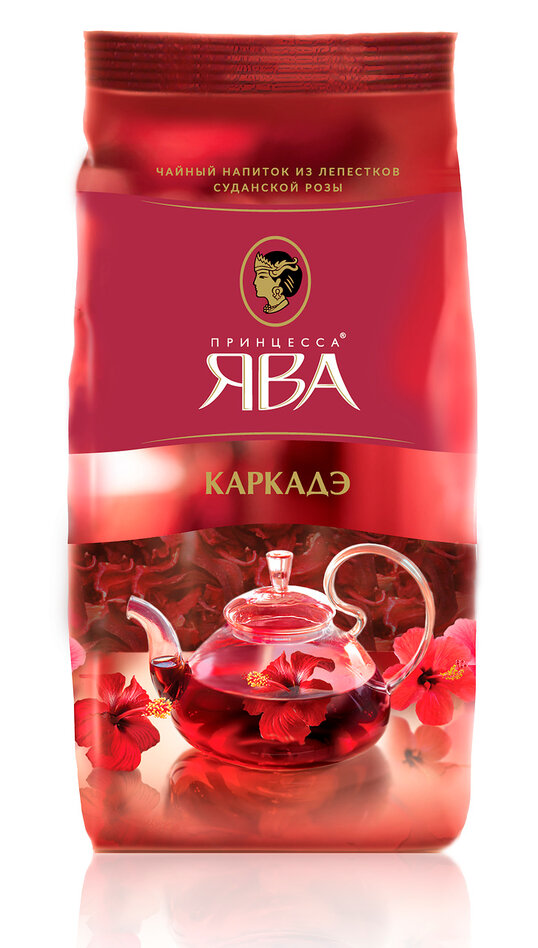 ЧАЙНЫЙ НАПИТОК ИЗ ЛЕПЕСТКОВ
СУДАНСКОЙ РОЗЫ
ПРИНЦЕССА®
ЯВА
КАРКАДЭ